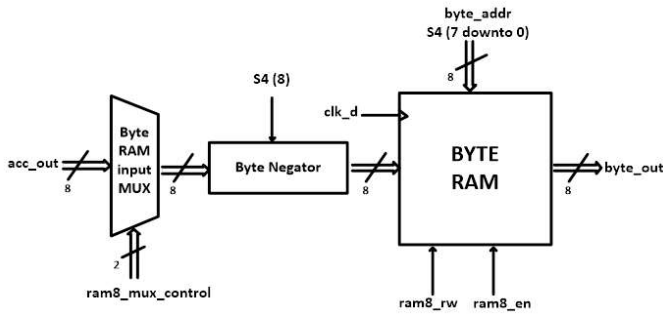 byte_addr
S4 (7 downto 0)
8
S4 (8)
clk_d
Byte
RAM
input
MUX
acc_out
8
8
Byte Negator
8
BYTE
RAM
byte_out
8
2
ram8_mux_control
ram8_rw
ram8_en